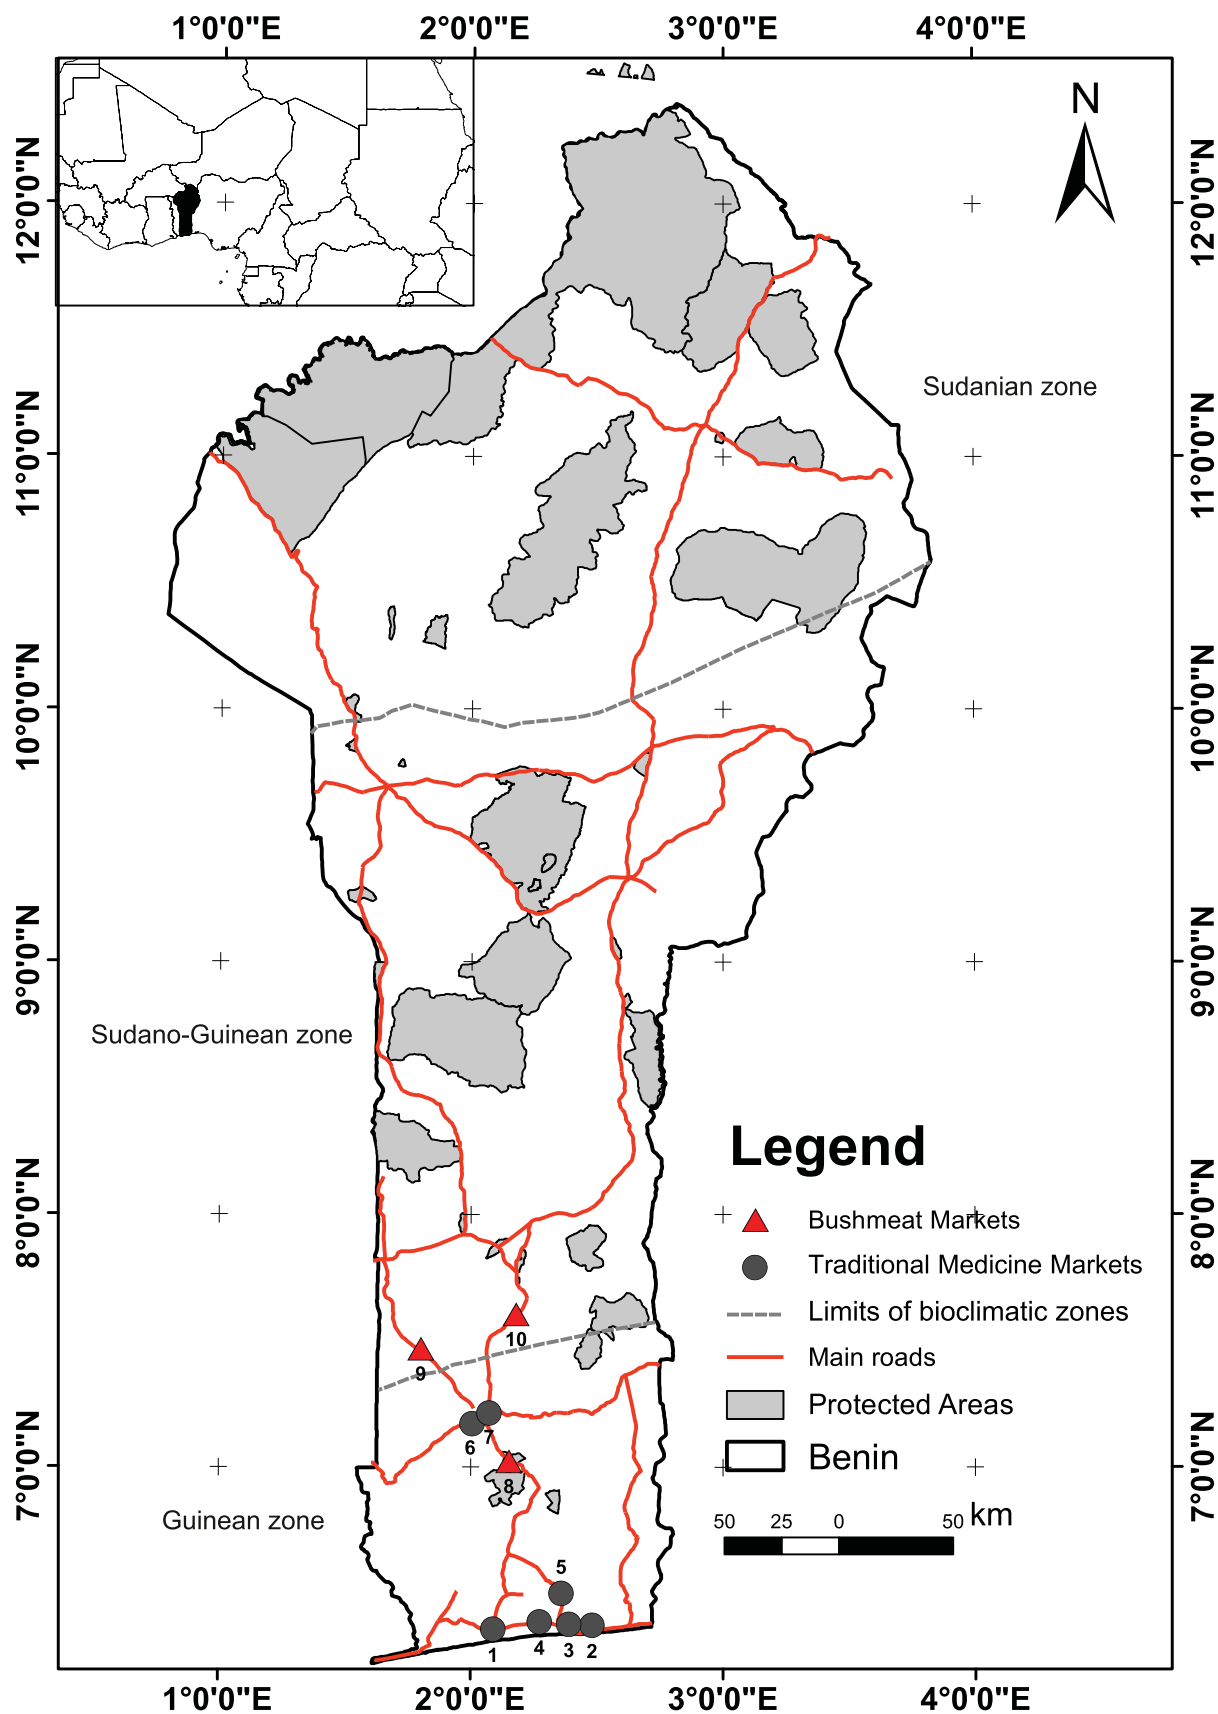 1°0'0"E 2°0'0"E 3°0'0"E 4°0'0"E
N
12°0'0"N 12°0'0"N
Sudanian zone
11°0'0"N 11°0'0"N
10°0'0"N 10°0'0"N
9°0'0"N 9°0'0"N
Sudano-Guinean zone
Legend
8°0'0"N 8°0'0"N
Bushmeat Markets
Traditional Medicine Markets
Limits of bioclimatic zones
10
Main roads
9
Protected Areas
7
6
Benin
7°0'0"N 7°0'0"N
8
Guinean zone
50 25 0 50 km
5
4 3 2
1
1°0'0"E 2°0'0"E 3°0'0"E 4°0'0"E